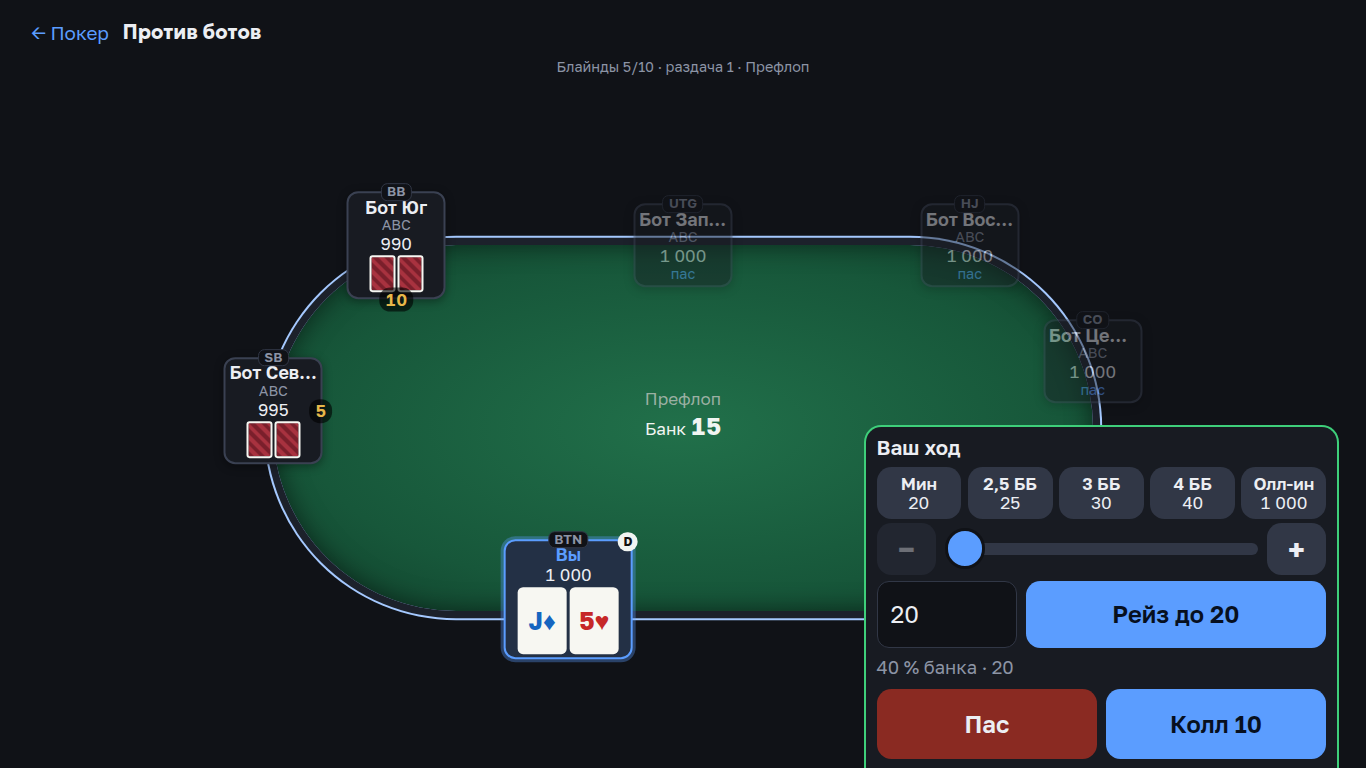 ← Покер Против ботов
Блайнды 5/10 · раздача 1 · Префлоп
BB
Бот Юг
ABC
990
10
UTG
Бот Зап...
ABC
1 000
пас
HJ
Бот Вос...
ABC
1 000
пас
CO
Бот Це...
ABC
1 000
пас
SB
Бот Сев...
ABC
995
5
Префлоп
Банк 15
BTN
D
Вы
1 000
J♦ 5♥
Ваш ход
Мин
20
2,5 ББ
25
3 ББ
30
4 ББ
40
Олл-ин
1 000
− +
20
Рейз до 20
40 % банка · 20
Пас
Колл 10